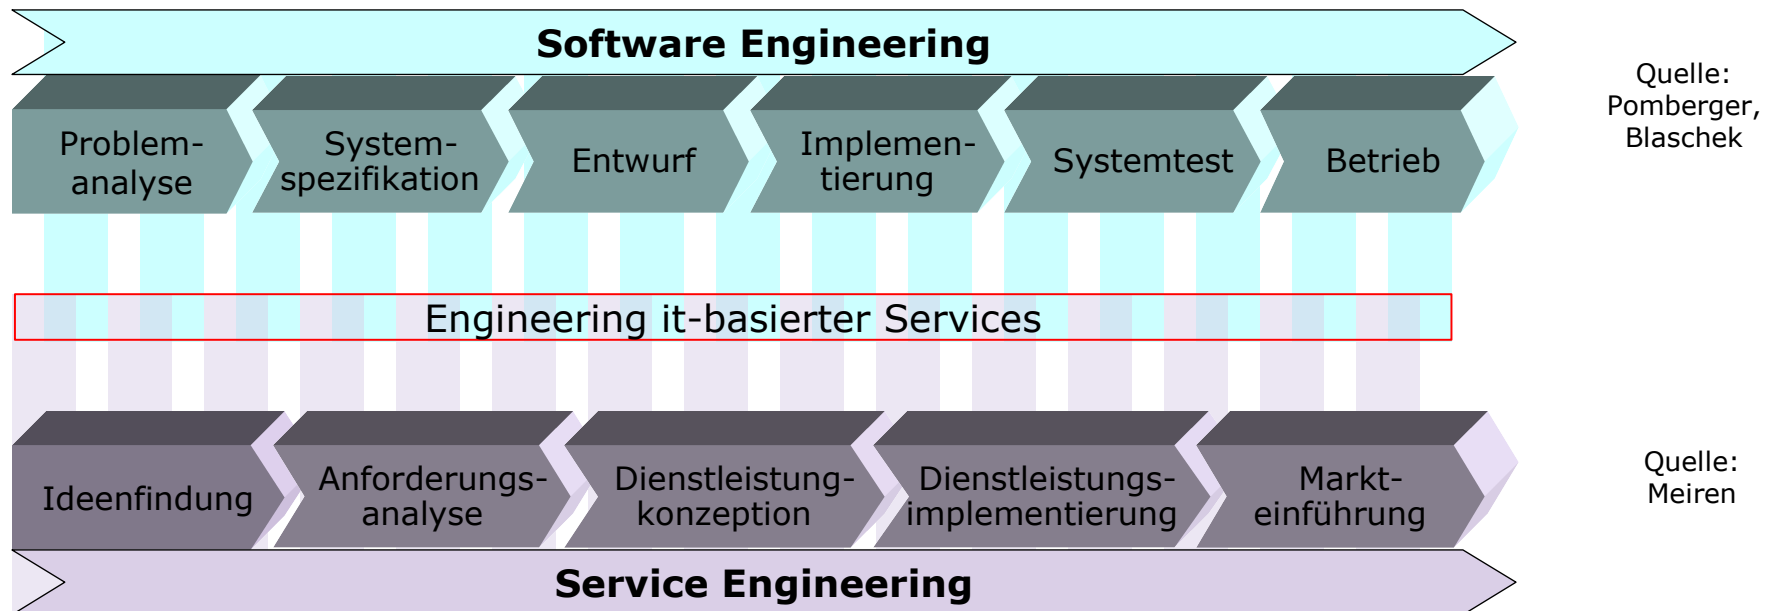 Software Engineering
Quelle:
Pomberger,
Blaschek
Problem-
analyse
System-
spezifikation
Entwurf
Implemen-
tierung
Systemtest
Betrieb
Engineering it-basierter Services
Ideenfindung
Anforderungs-
analyse
Dienstleistung-
konzeption
Dienstleistungs-
implementierung
Markt-
einführung
Quelle:
Meiren
Service Engineering